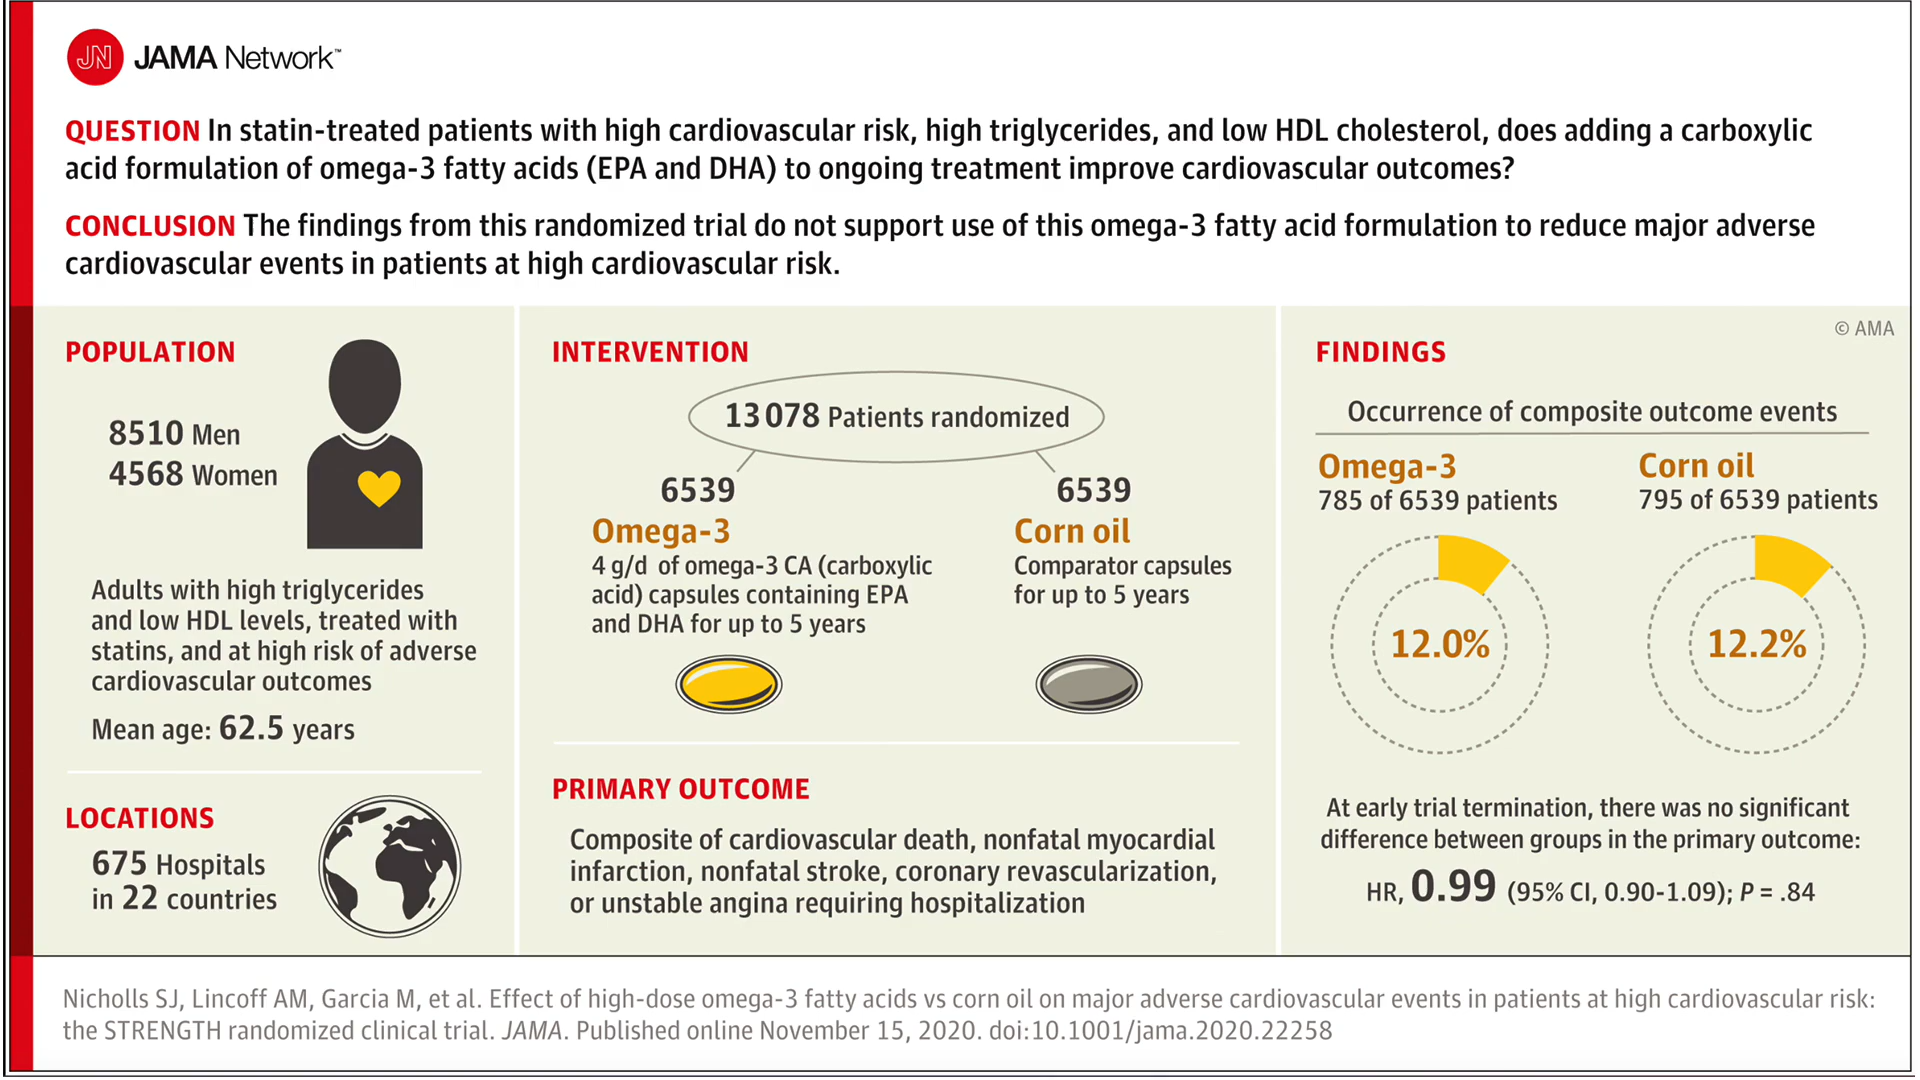 JN JAMA Network™
QUESTION In statin-treated patients with high cardiovascular risk, high triglycerides, and low HDL cholesterol, does adding a carboxylic
acid formulation of omega-3 fatty acids (EPA and DHA) to ongoing treatment improve cardiovascular outcomes?
CONCLUSION The findings from this randomized trial do not support use of this omega-3 fatty acid formulation to reduce major adverse
cardiovascular events in patients at high cardiovascular risk.
© AMA
POPULATION
8510 Men
4568 Women
Adults with high triglycerides
and low HDL levels, treated with
statins, and at high risk of adverse
cardiovascular outcomes
Mean age: 62.5 years
LOCATIONS
675 Hospitals
in 22 countries
INTERVENTION
13 078 Patients randomized
6539
Omega-3
4 g/d of omega-3 CA (carboxylic
acid) capsules containing EPA
and DHA for up to 5 years
6539
Corn oil
Comparator capsules
for up to 5 years
PRIMARY OUTCOME
Composite of cardiovascular death, nonfatal myocardial
infarction, nonfatal stroke, coronary revascularization,
or unstable angina requiring hospitalization
FINDINGS
Occurrence of composite outcome events
Omega-3
785 of 6539 patients
12.0%
Corn oil
795 of 6539 patients
12.2%
At early trial termination, there was no significant
difference between groups in the primary outcome:
HR, 0.99 (95% CI, 0.90-1.09); P = .84
Nicholls SJ, Lincoff AM, Garcia M, et al. Effect of high-dose omega-3 fatty acids vs corn oil on major adverse cardiovascular events in patients at high cardiovascular risk:
the STRENGTH randomized clinical trial. JAMA. Published online November 15, 2020. doi:10.1001/jama.2020.22258